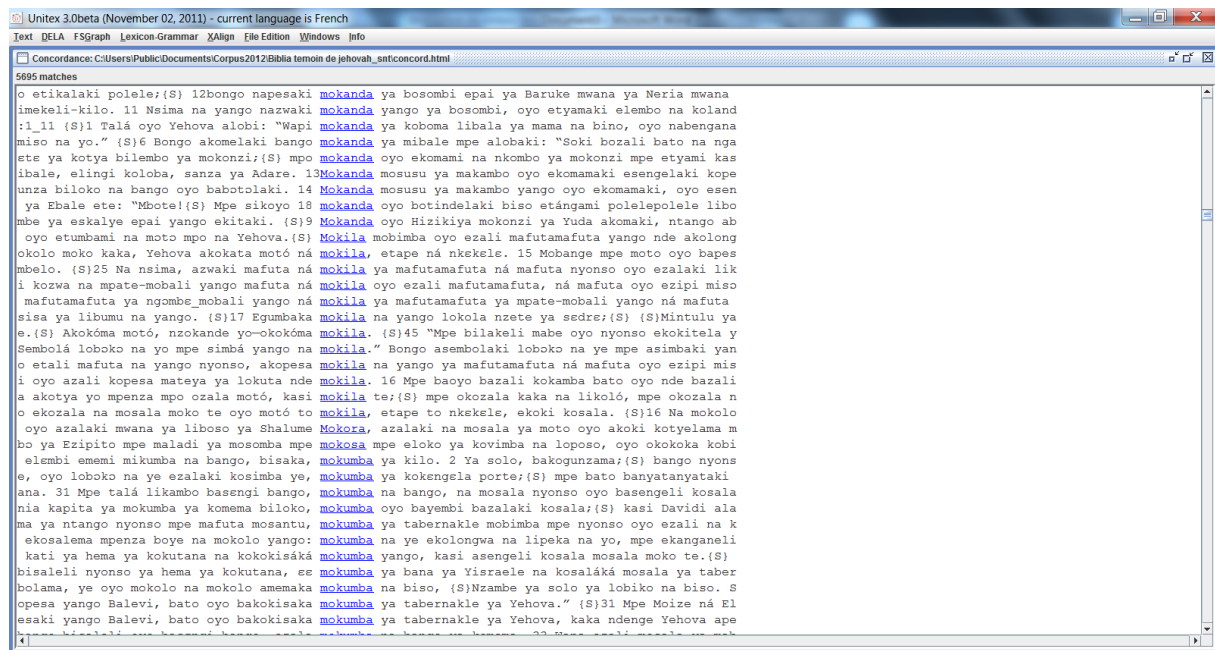 Unitex 3.0beta (November 02, 2011) - current language is French
Text DELA FSGraph Lexicon-Grammar XAlign File Edition Windows Info
Concordance: C:\Users\Public\Documents\Corpus2012\Biblia temoin de jehovah_snt\concord.html
5695 matches
o etikalaki polele;{S} 12bongo napesaki mokanda ya bosombi epai ya Baruke mwana ya Neria mwana
imekeli-kilo. 11 Nsima na yango nazwaki mokanda yango ya bosombi, oyo etyamaki elembo na koland
:1_11 {S}1 Talá oyo Yehova alobi: “Wapi mokanda ya koboma libala ya mama na bino, oyo nabengana
miso na yo.” {S}6 Bongo akomelaki bango mokanda ya mibale mpe alobaki: “Soki bozali bato na nga
ɛtɛ ya kotya bilembo ya mokonzi;{S} mpo mokanda oyo ekomami na nkombo ya mokonzi mpe etyami kas
ibale, elingi koloba, sanza ya Adare. 13Mokanda mosusu ya makambo oyo ekomamaki esengelaki kope
unza biloko na bango oyo babɔtɔlaki. 14 Mokanda mosusu ya makambo yango oyo ekomamaki, oyo esen
ya Ebale ete: “Mbote!{S} Mpe sikoyo 18 mokanda oyo botindelaki biso etángami polelepolele libo
mbe ya eskalye epai yango ekitaki. {S}9 Mokanda oyo Hizikiya mokonzi ya Yuda akomaki, ntango ab
oyo etumbami na mɔtɔ mpo na Yehova.{S} Mokila mobimba oyo ezali mafutamafuta yango nde akolong
okolo moko kaka, Yehova akokata motó ná mokila, etape ná nkɛkɛlɛ. 15 Mobange mpe moto oyo bapes
mbelo. {S}25 Na nsima, azwaki mafuta ná mokila ya mafutamafuta ná mafuta nyonso oyo ezalaki lik
i kozwa na mpate-mobali yango mafuta ná mokila oyo ezali mafutamafuta, ná mafuta oyo ezipi misɔ
mafutamafuta ya ngɔmbɛ_mobali yango ná mokila ya mafutamafuta ya mpate-mobali yango ná mafuta
sisa ya libumu na yango. {S}17 Egumbaka mokila na yango lokola nzete ya sɛdrɛ;{S} {S}Mintulu ya
e.{S} Akokóma motó, nzokande yo—okokóma mokila. {S}45 “Mpe bilakeli mabe oyo nyonso ekokitela y
Sembolá lobɔkɔ na yo mpe simbá yango na mokila.” Bongo asembolaki lobɔkɔ na ye mpe asimbaki yan
o etali mafuta na yango nyonso, akopesa mokila na yango ya mafutamafuta ná mafuta oyo ezipi mis
i oyo azali kopesa mateya ya lokuta nde mokila. 16 Mpe baoyo bazali kokamba bato oyo nde bazali
a akotya yo mpenza mpo ozala motó, kasi mokila te;{S} mpe okozala kaka na likoló, mpe okozala n
o ekozala na mosala moko te oyo motó to mokila, etape to nkɛkɛlɛ, ekoki kosala. {S}16 Na mokolo
oyo azalaki mwana ya liboso ya Shalume Mokora, azalaki na mosala ya moto oyo akoki kotyelama m
bɔ ya Ezipito mpe maladi ya mosomba mpe mokosa mpe eloko ya kovimba na loposo, oyo okokoka kobi
elɛmbi ememi mikumba na bango, bisaka, mokumba ya kilo. 2 Ya solo, bakogunzama;{S} bango nyons
e, oyo lobɔkɔ na ye ezalaki kosimba ye, mokumba ya kokɛngɛla porte;{S} mpe bato banyatanyataki
ana. 31 Mpe talá likambo basɛngi bango, mokumba na bango, na mosala nyonso oyo basengeli kosala
nia kapita ya mokumba ya komema biloko, mokumba oyo bayembi bazalaki kosala;{S} kasi Davidi ala
ma ya ntango nyonso mpe mafuta mosantu, mokumba ya tabernakle mobimba mpe nyonso oyo ezali na k
ekosalema mpenza boye na mokolo yango: mokumba na ye ekolongwa na lipeka na yo, mpe ekanganeli
kati ya hema ya kokutana na kokokisáká mokumba yango, kasi asengeli kosala mosala moko te.{S}
bisaleli nyonso ya hema ya kokutana, ɛɛ mokumba ya bana ya Yisraele na kosaláká mosala ya taber
bolama, ye oyo mokolo na mokolo amemaka mokumba na biso, {S}Nzambe ya solo ya lobiko na biso. S
opesa yango Balevi, bato oyo bakokisaka mokumba ya tabernakle ya Yehova.” {S}31 Mpe Moize ná El
esaki yango Balevi, bato oyo bakokisaka mokumba ya tabernakle ya Yehova, kaka ndenge Yehova ape